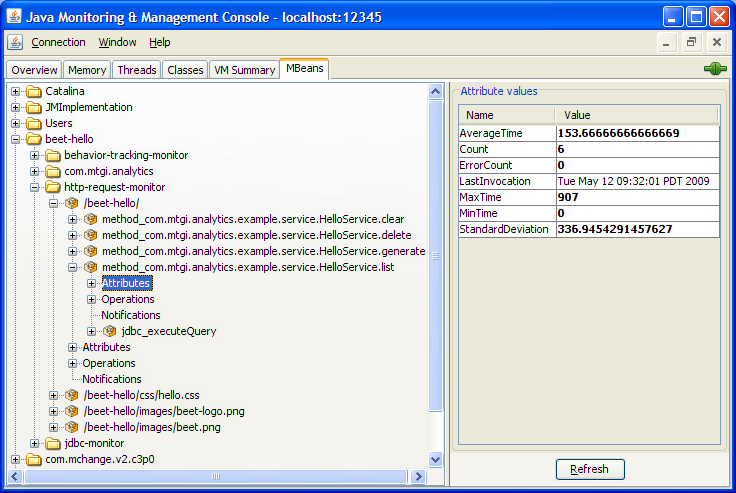 Java Monitoring & Management Console - localhost:12345
Connection Window Help
Overview Memory Threads Classes VM Summary MBeans
Catalina
JMImplementation
Users
beet-hello
behavior-tracking-monitor
com.mtgi.analytics
http-request-monitor
/beet-hello/
method_com.mtgi.analytics.example.service.HelloService.clear
method_com.mtgi.analytics.example.service.HelloService.delete
method_com.mtgi.analytics.example.service.HelloService.generate
method_com.mtgi.analytics.example.service.HelloService.list
Attributes
Operations
Notifications
jdbc_executeQuery
Attributes
Operations
Notifications
/beet-hello/css/hello.css
/beet-hello/images/beet-logo.png
/beet-hello/images/beet.png
jdbc-monitor
com.mchange.v2.c3p0
Attribute values
Name Value
AverageTime 153.66666666666669
Count 6
ErrorCount 0
LastInvocation Tue May 12 09:32:01 PDT 2009
MaxTime 907
MinTime 0
StandardDeviation 336.9454291457627
Refresh